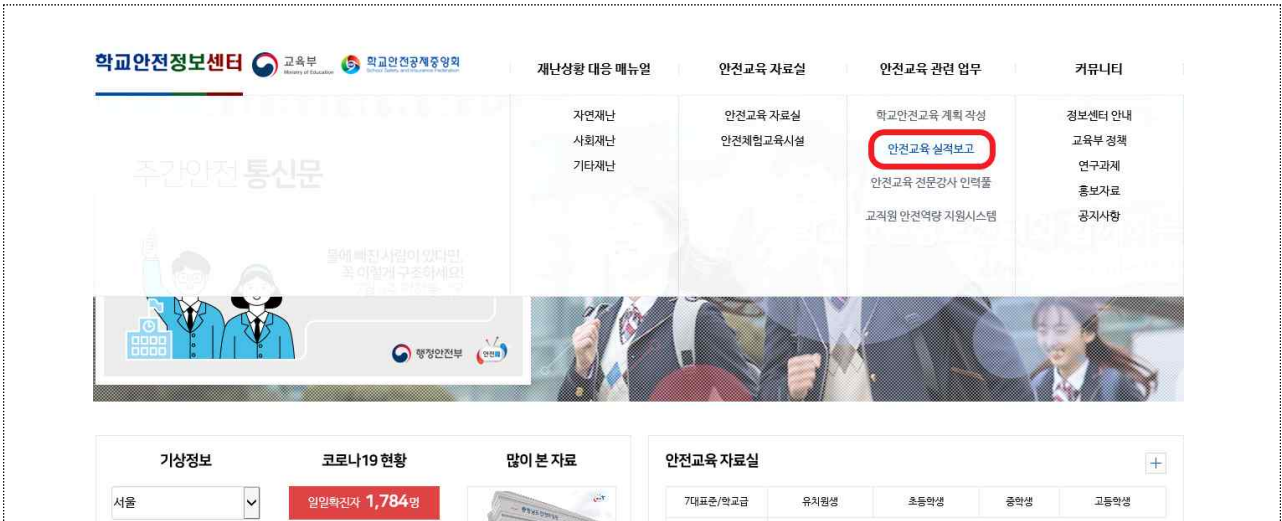 학교안전정보센터 교육부 학교안전공제중앙회
Ministry of Education
재난상황 대응 매뉴얼 안전교육 자료실 안전교육 관련 업무 커뮤니티
자연재난 안전교육 자료실 학교안전교육 계획 작성 정보센터 안내
사회재난 안전체험교육시설 안전교육 실적보고 교육부 정책
기타재난 안전교육 전문강사 인력풀 연구과제
홍보자료
교직원 안전역량 지원시스템 공지사항
주간안전 통신문
물에 빠진 사람이 있다면,
꼭 이렇게 구조하세요!
행정안전부
기상정보 코로나19 현황 많이 본 자료 안전교육 자료실 +
서울 일일확진자 1,784명 7대표준/학교급 유치원생 초등학생 중학생 고등학생